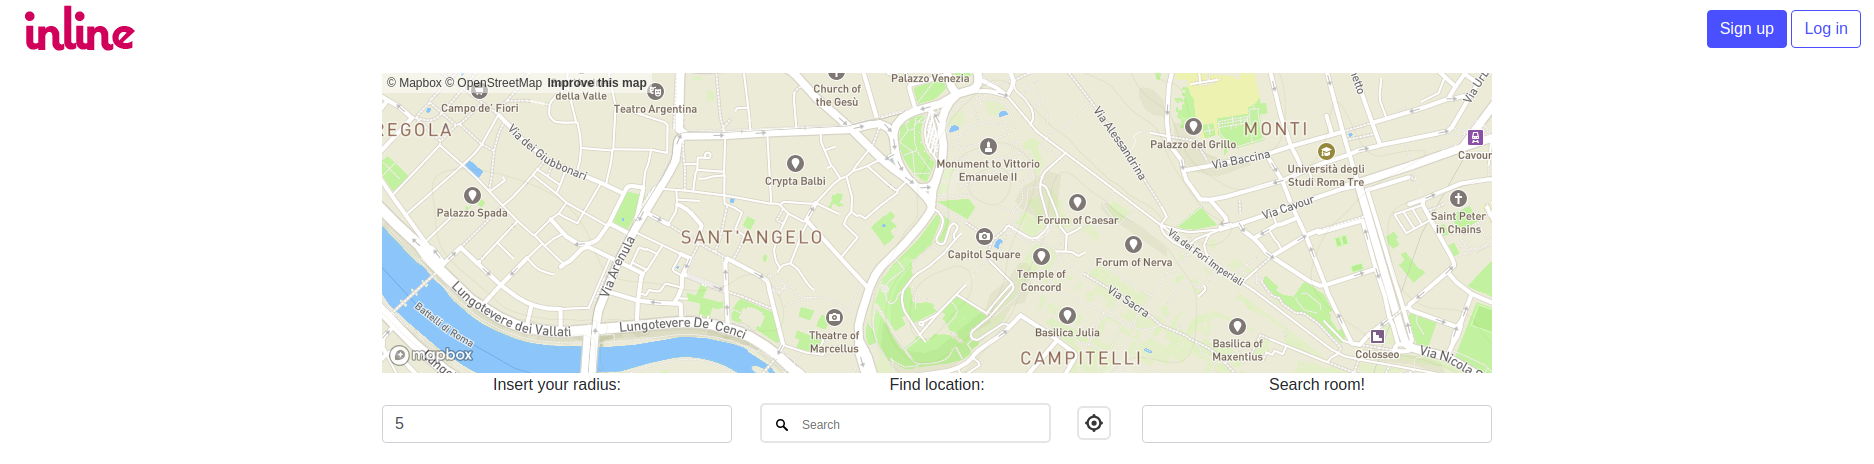 inline
Sign up
Log in
© Mapbox © OpenStreetMap Improve this map
Palazzo Venezia
Church of
the Gesù
della Valle
Teatro Argentina
Campo de' Fiori
REGOLA
Via dei Giubbonari
Via Alessandrina
MONTI
Palazzo del Grillo
Via Baccina
Università degli
Studi Roma Tre
Cavour
Monument to Vittorio
Emanuele II
Crypta Balbi
Palazzo Spada
Forum of Caesar
Via Cavour
Saint Peter
in Chains
SANT'ANGELO
Via Arenula
Capitol Square
Forum of Nerva
Via dei Fori Imperiali
Temple of
Concord
Via Sacra
Lungotevere dei Vallati
Battelli di Roma
Lungotevere De' Cenci
Theatre of
Marcellus
Basilica Julia
Basilica of
Maxentius
CAMPITELLI
Colosseo
Via Nicola
mapbox
Insert your radius:
Find location:
Search room!
5
Search